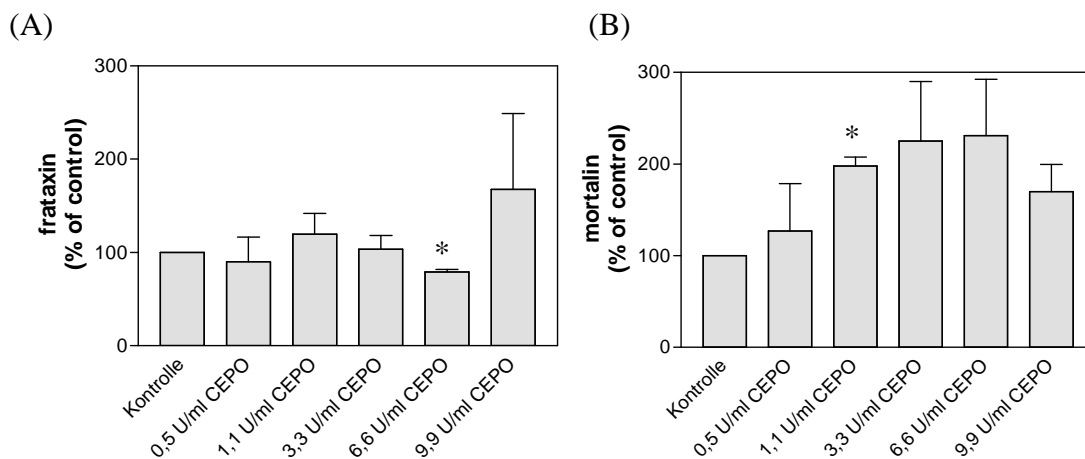 (A)
frataxin
(% of control)
300
200
100
0
*
Kontrolle
0,5 U/ml CEPO
1,1 U/ml CEPO
3,3 U/ml CEPO
6,6 U/ml CEPO
9,9 U/ml CEPO
(B)
mortalin
(% of control)
300
200
100
0
*
Kontrolle
0,5 U/ml CEPO
1,1 U/ml CEPO
3,3 U/ml CEPO
6,6 U/ml CEPO
9,9 U/ml CEPO